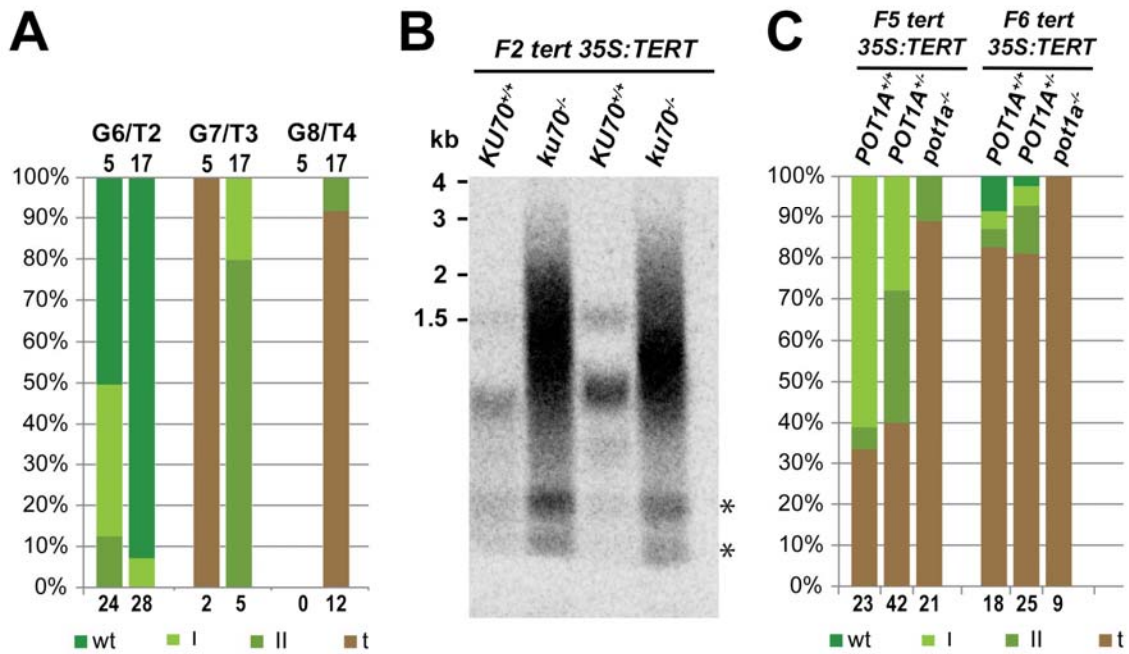 A
G6/T2 G7/T3 G8/T4
5 17 5 17 5 17
100%
90%
80%
70%
60%
50%
40%
30%
20%
10%
0%
24 28 2 5 0 12
wt I II t
B
F2 tert 35S:TERT
KU70+/+ ku70-/- KU70+/+ ku70-/-
kb
4
3
2
1.5
*
*
C
F5 tert 35S:TERT
F6 tert 35S:TERT
POT1A+/+ POT1A+/- pot1a-/- POT1A+/+ POT1A+/- pot1a-/-
100%
90%
80%
70%
60%
50%
40%
30%
20%
10%
0%
23 42 21 18 25 9
wt I II t